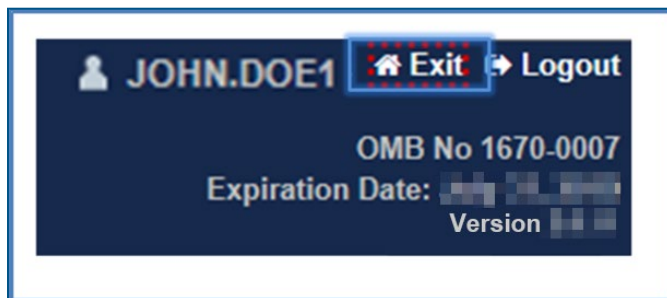 JOHN.DOE1 Exit Logout
OMB No 1670-0007
Expiration Date:
Version